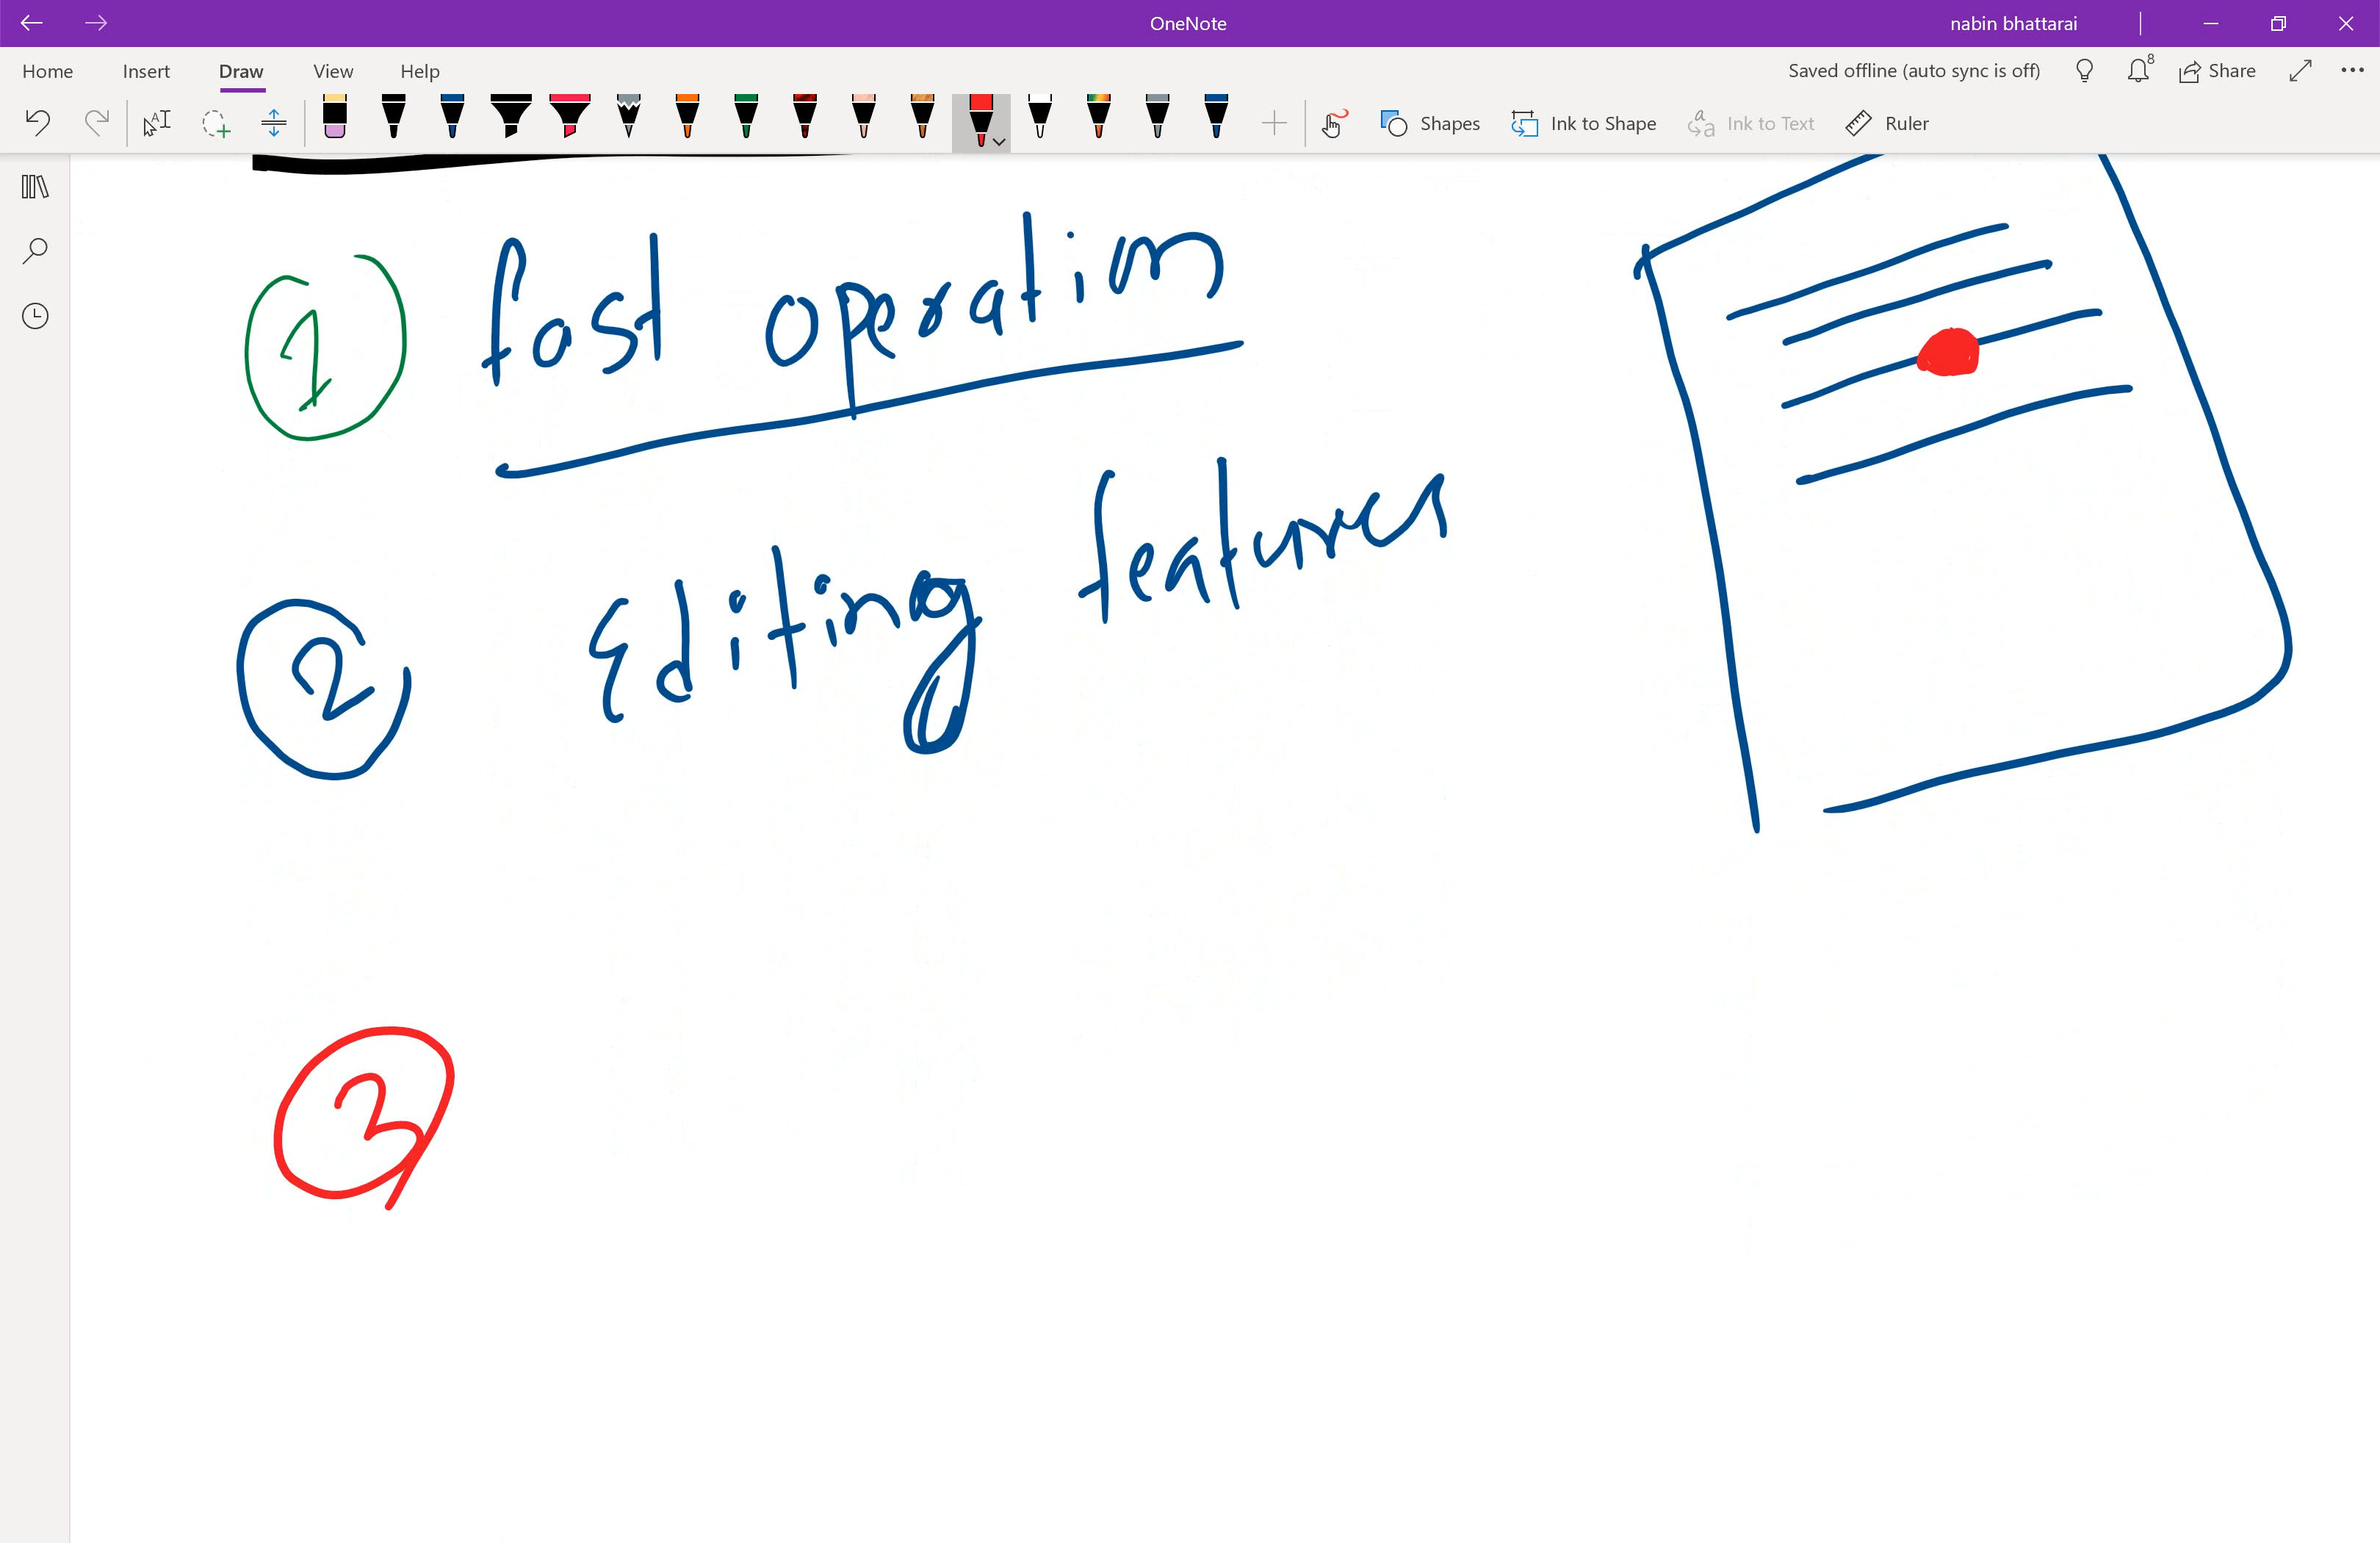 OneNote
nabin bhattarai
Home Insert Draw View Help
Saved offline (auto sync is off)
8
Share
Shapes
Ink to Shape
Ink to Text
Ruler
1 fast operation
2 Editing features
3